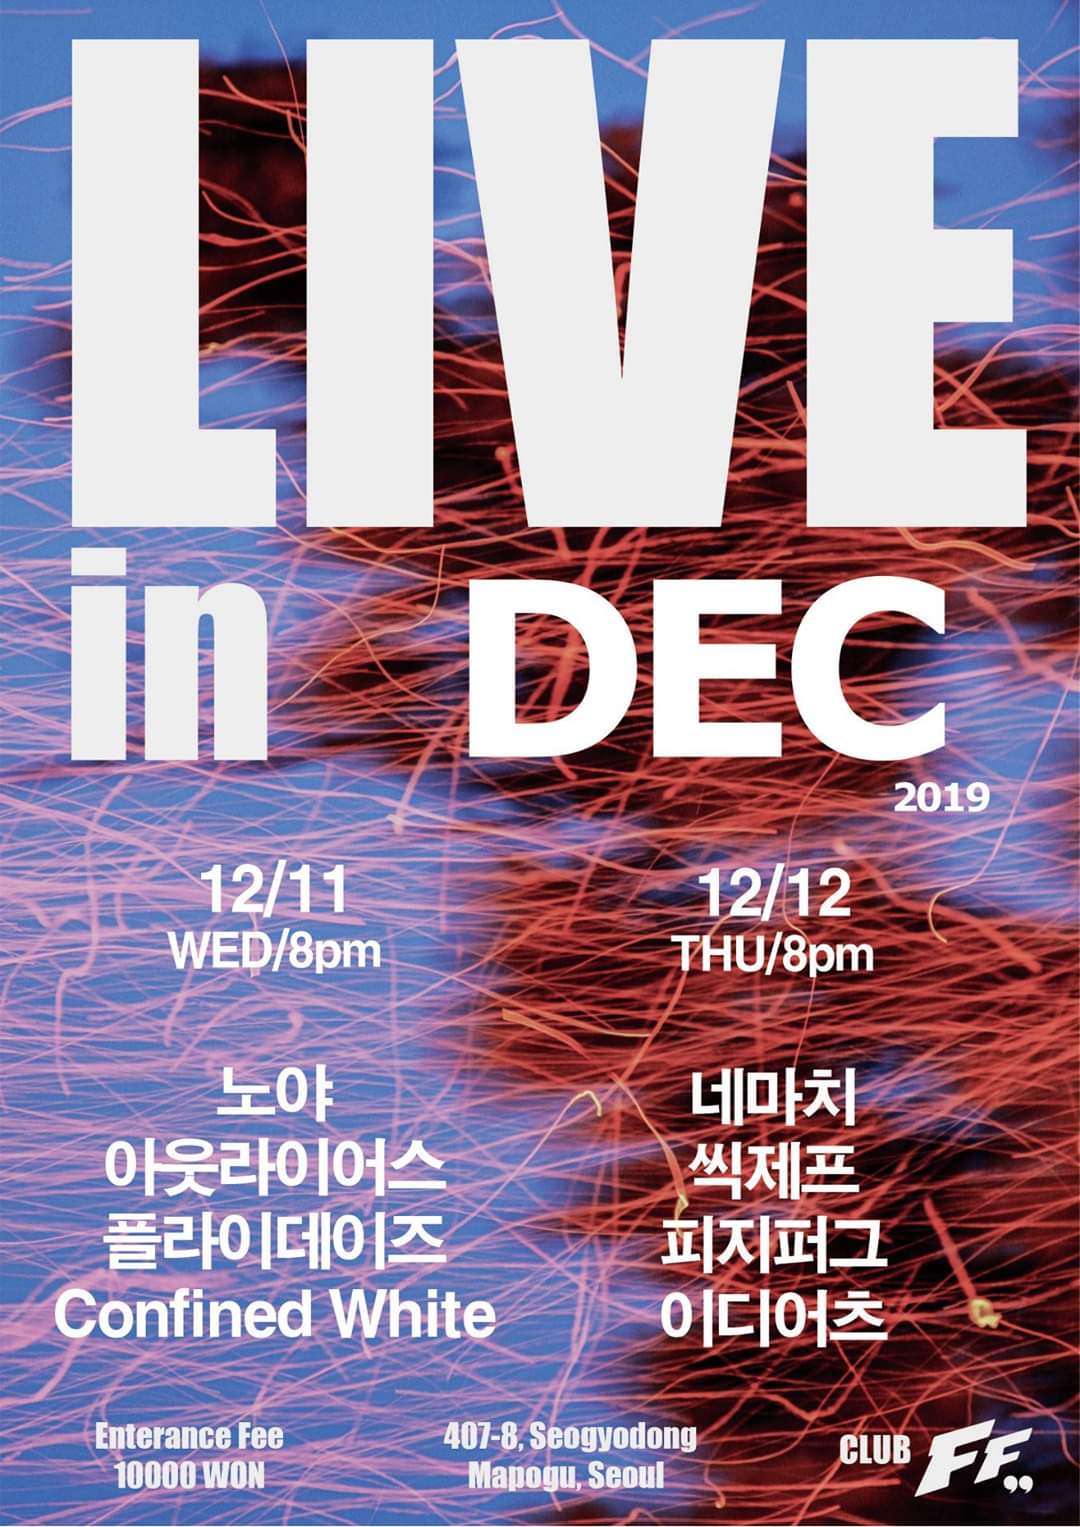 LIVE
in DEC
2019
12/11
WED/8pm
노야
아웃라이어스
플라이데이즈
Confined White
12/12
THU/8pm
네마치
씩제프
피지퍼그
이디어츠
Enterance Fee
10000 WON
407-8, Seogyodong
Mapogu, Seoul
CLUB FF